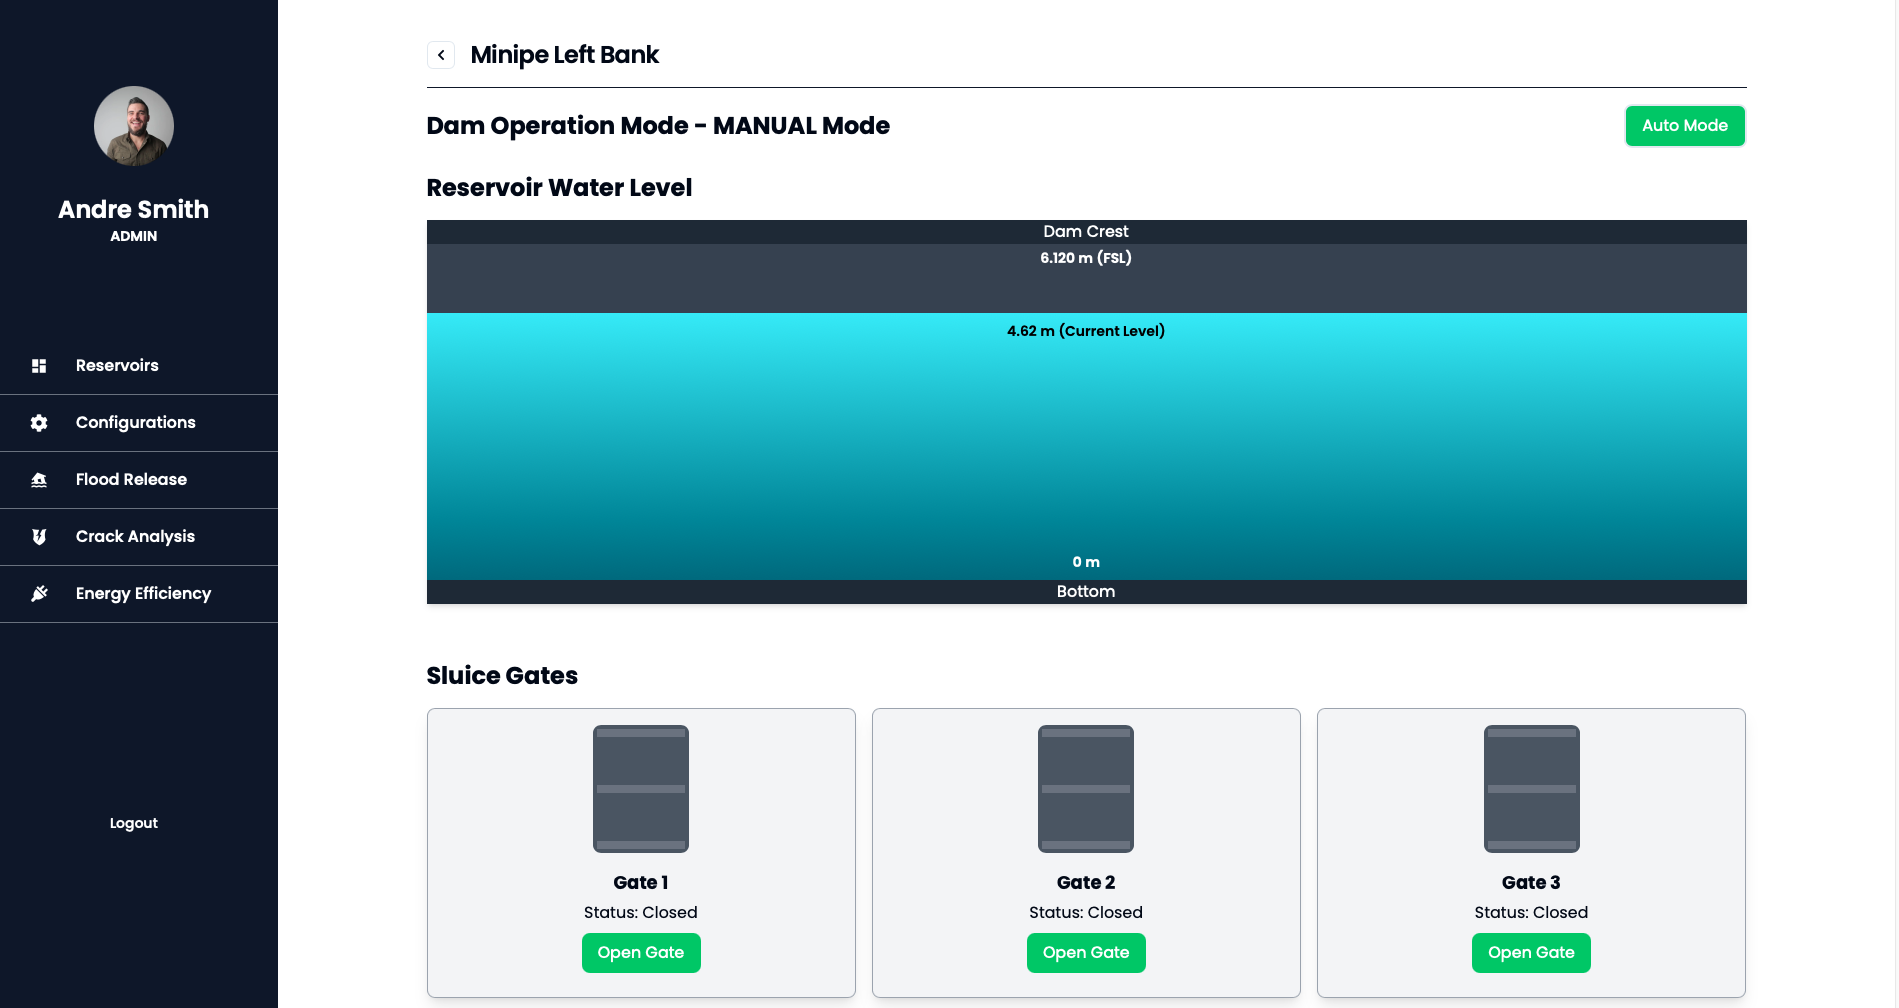 Andre Smith
ADMIN
Reservoirs
Configurations
Flood Release
Crack Analysis
Energy Efficiency
Logout
Minipe Left Bank
Dam Operation Mode - MANUAL Mode
Auto Mode
Reservoir Water Level
Dam Crest
6.120 m (FSL)
4.62 m (Current Level)
0 m
Bottom
Sluice Gates
Gate 1
Status: Closed
Open Gate
Gate 2
Status: Closed
Open Gate
Gate 3
Status: Closed
Open Gate